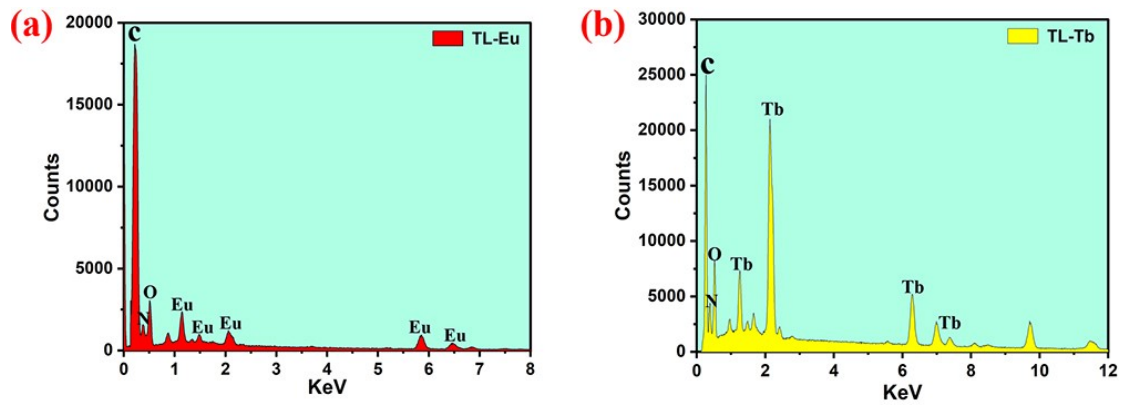 (a)
TL-Eu
20000
15000
10000
5000
0
Counts
C
N
O
Eu
Eu
Eu
Eu
Eu
0 1 2 3 4 5 6 7 8
KeV
(b)
TL-Tb
30000
25000
20000
15000
10000
5000
0
Counts
C
N
O
Tb
Tb
Tb
Tb
0 2 4 6 8 10 12
KeV